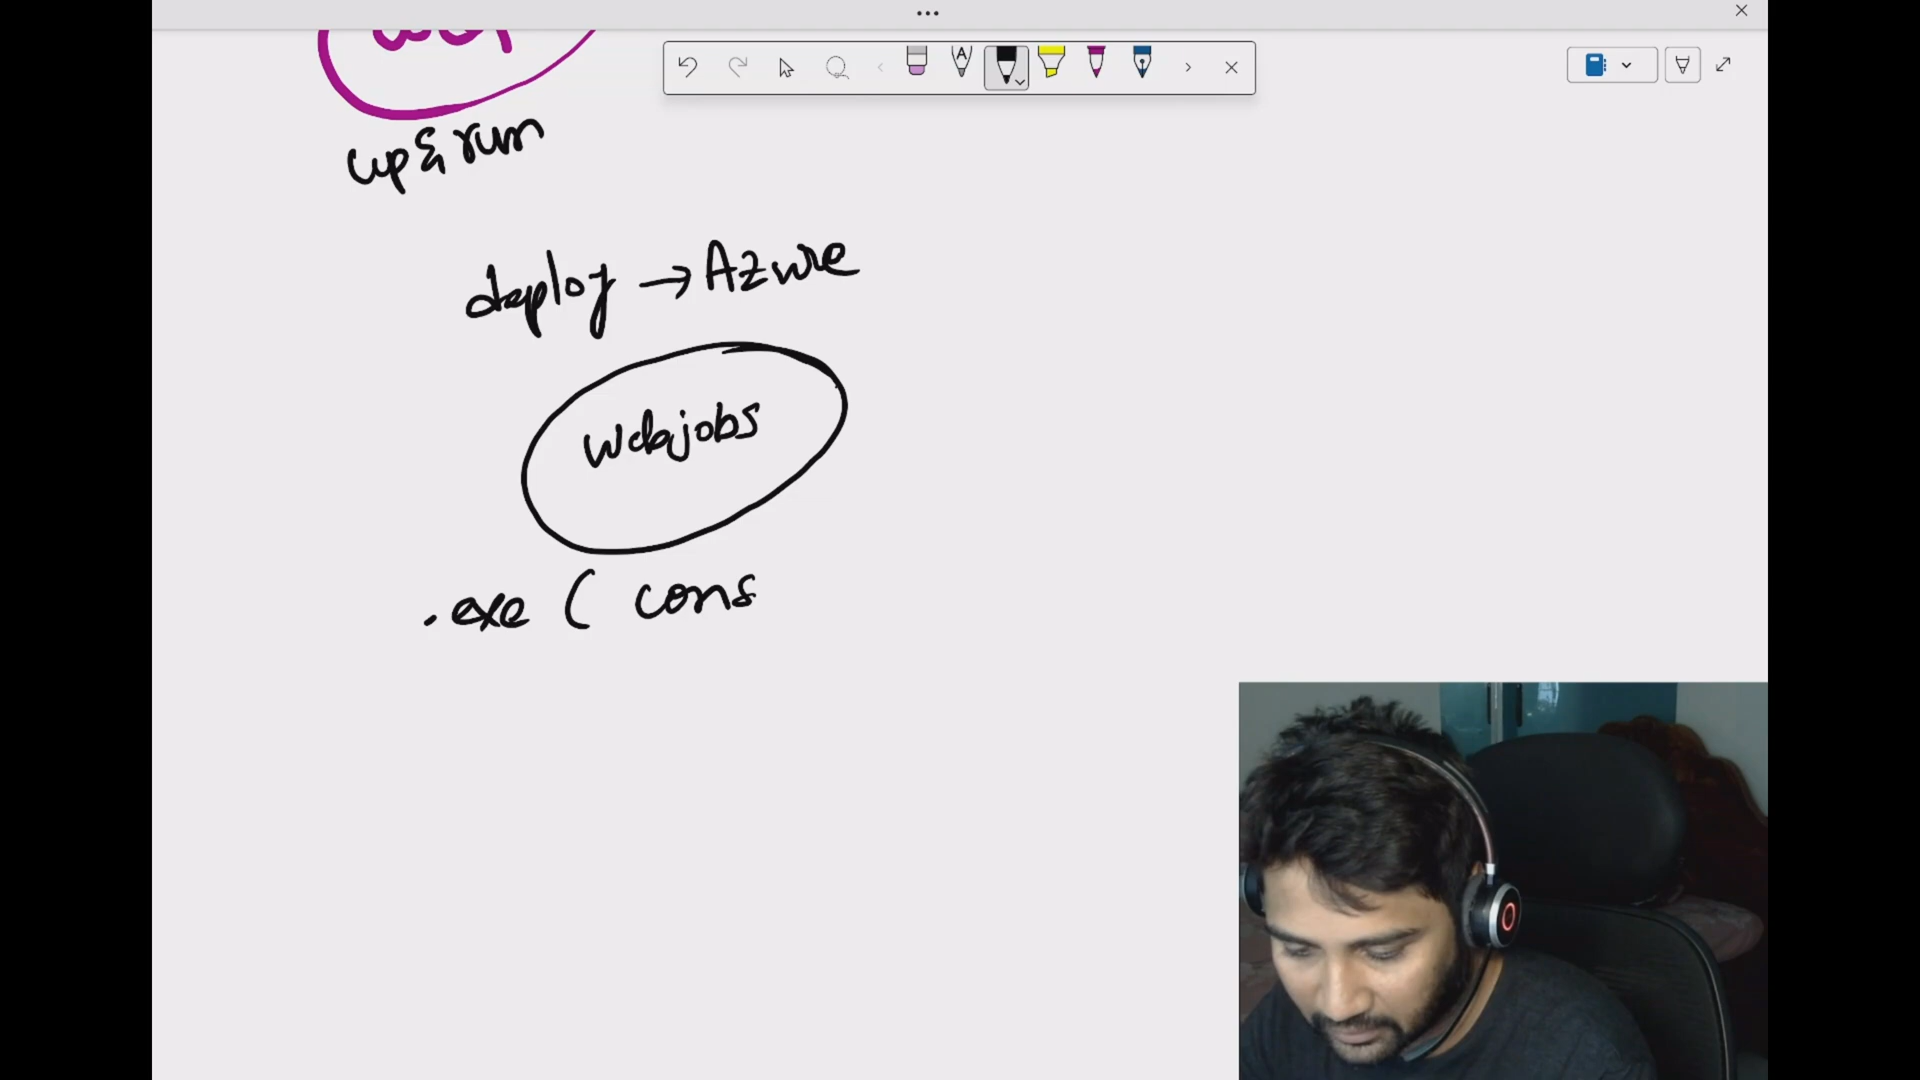 up & run
deploy → Azure
Webjobs
.exe ( cons